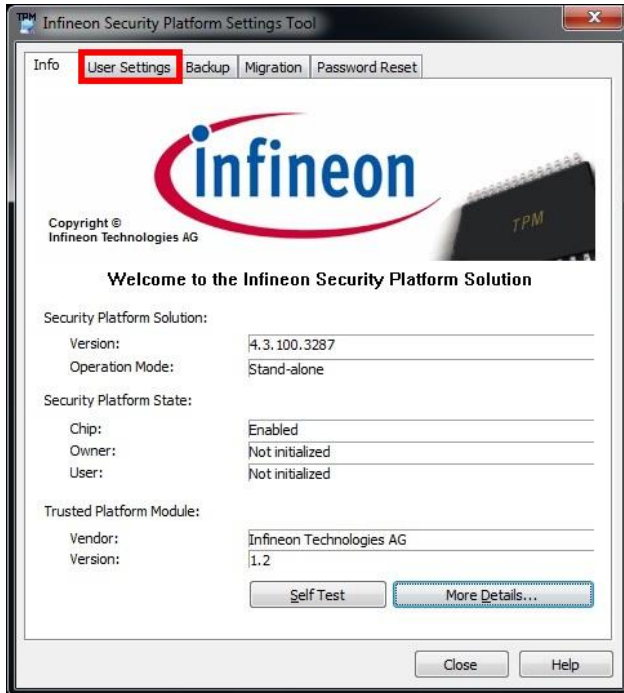 TPM Infineon Security Platform Settings Tool
Info User Settings Backup Migration Password Reset
infineon
TPM
Copyright ©
Infineon Technologies AG
Welcome to the Infineon Security Platform Solution
Security Platform Solution:
Version: 4.3.100.3287
Operation Mode: Stand-alone
Security Platform State:
Chip: Enabled
Owner: Not initialized
User: Not initialized
Trusted Platform Module:
Vendor: Infineon Technologies AG
Version: 1.2
Self Test More Details...
Close Help